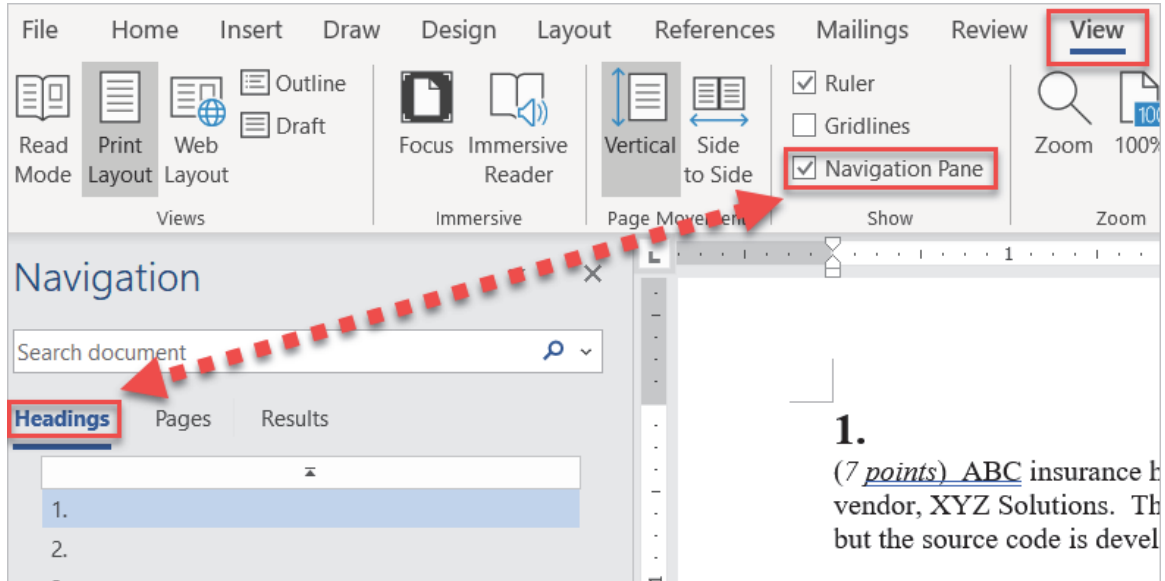 File Home Insert Draw Design Layout References Mailings Review View
Outline
Draft
Read Mode
Print Layout
Web Layout
Views
Focus
Immersive Reader
Immersive
Vertical
Side to Side
Page Movement
Ruler
Gridlines
Navigation Pane
Show
Zoom
100%
Zoom
Navigation
Search document
Headings Pages Results
1.
2.
L
1
1.
(7 points) ABC insurance
vendor, XYZ Solutions.
but the source code is
1